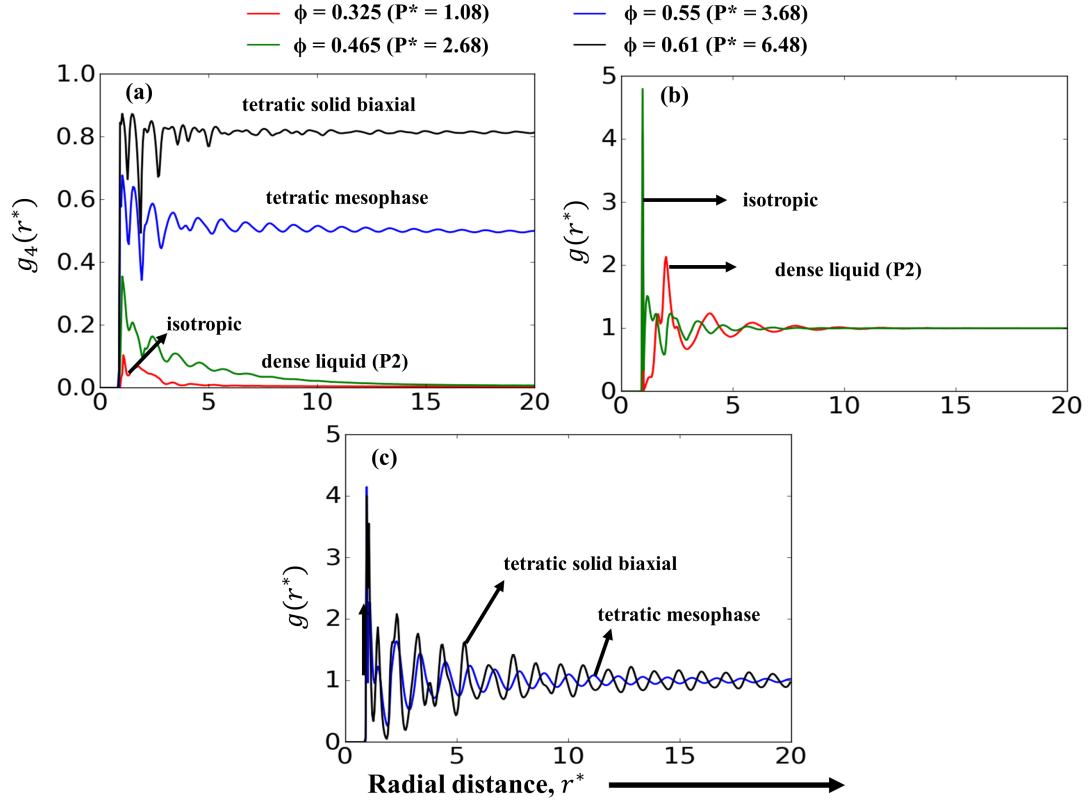 ϕ = 0.325 (P* = 1.08)
ϕ = 0.55 (P* = 3.68)
ϕ = 0.465 (P* = 2.68)
ϕ = 0.61 (P* = 6.48)
(a)
tetratic solid biaxial
tetratic mesophase
isotropic
dense liquid (P2)
g₄(r*)
1.0
0.8
0.6
0.4
0.2
0.0
0 5 10 15 20
(b)
isotropic
dense liquid (P2)
g(r*)
5
4
3
2
1
0
0 5 10 15 20
(c)
tetratic solid biaxial
tetratic mesophase
g(r*)
5
4
3
2
1
0
0 5 10 15 20
Radial distance, r*